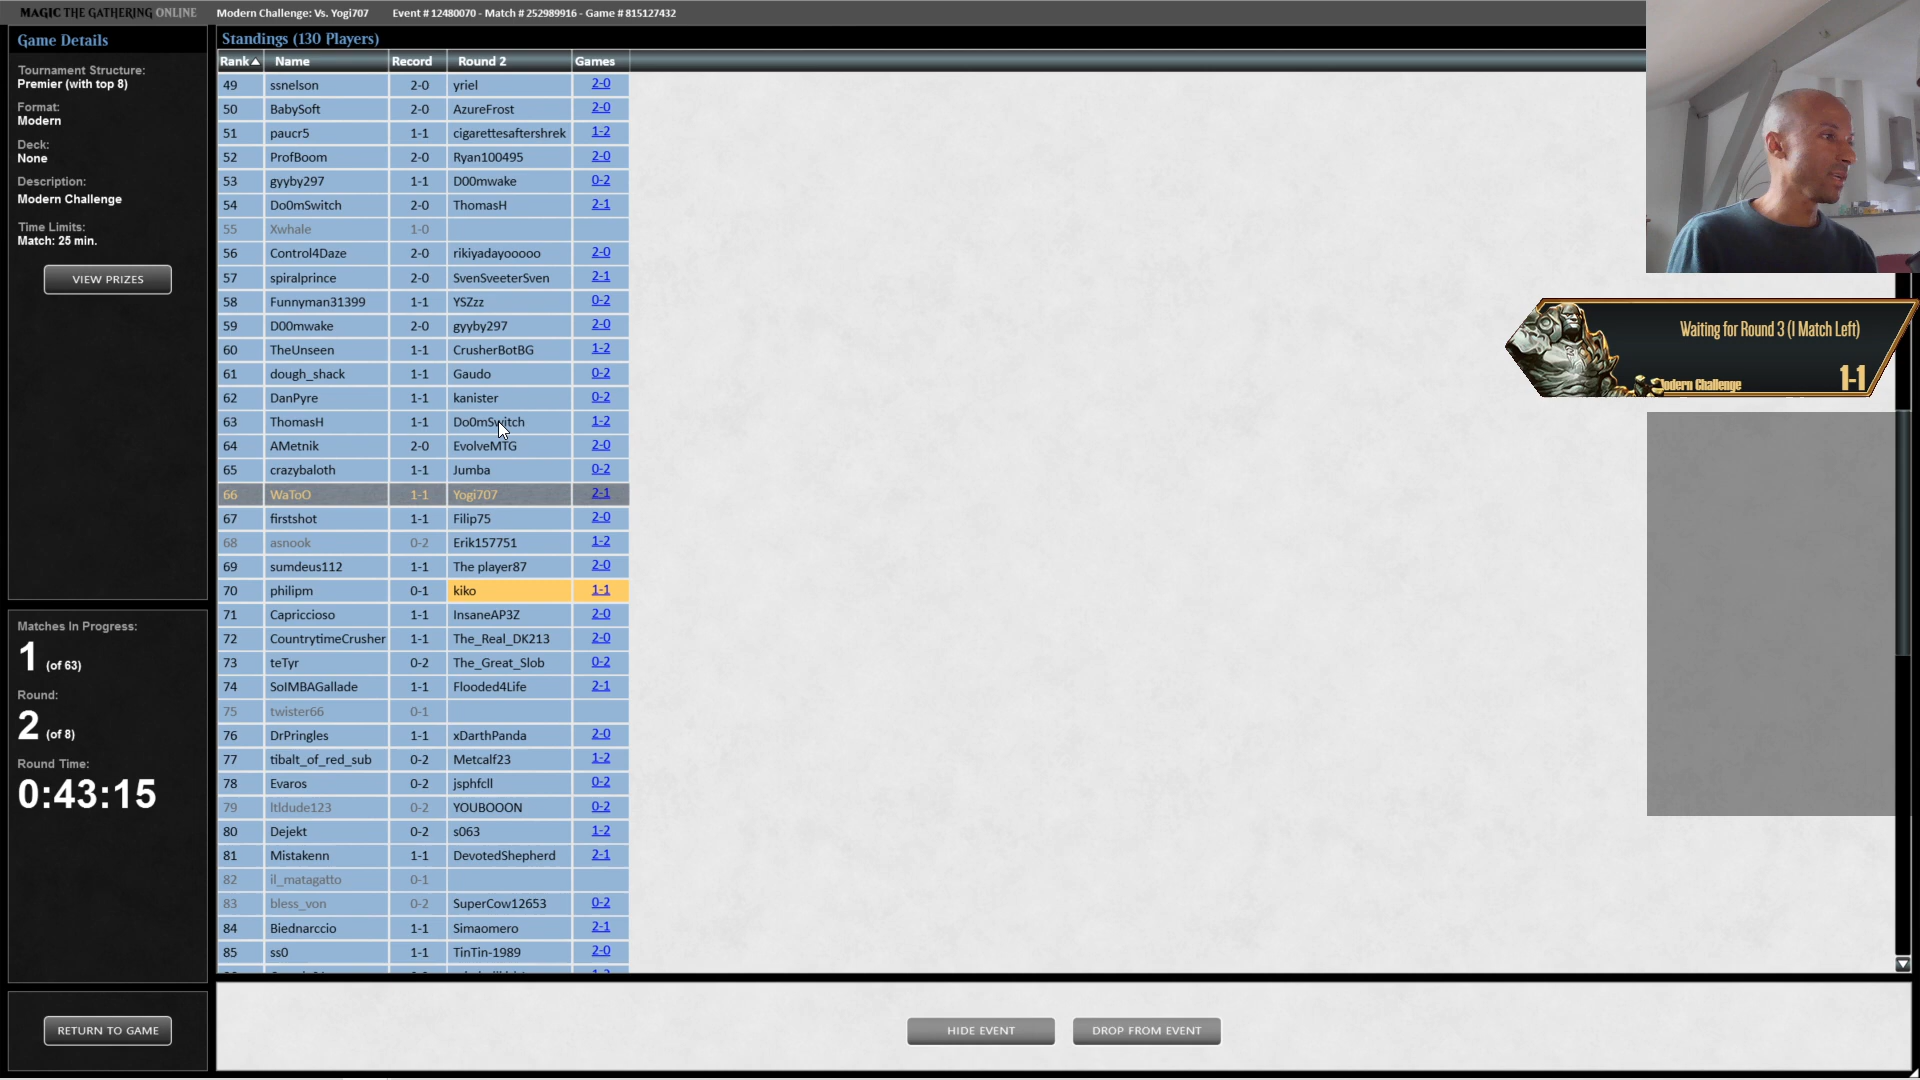 MAGIC THE GATHERING ONLINE
Modern Challenge: Vs. Yogi707 Event # 12480070 - Match # 252989916 - Game # 815127432
Game Details
Tournament Structure:
Premier (with top 8)
Format:
Modern
Deck:
None
Description:
Modern Challenge
Time Limits:
Match: 25 min.
VIEW PRIZES
Matches In Progress:
1 (of 63)
Round:
2 (of 8)
Round Time:
0:43:15
RETURN TO GAME
Standings (130 Players)
Rank Name Record Round 2 Games
49 ssnelson 2-0 yriel 2-0
50 BabySoft 2-0 AzureFrost 2-0
51 paucr5 1-1 cigarettesaftershrek 1-2
52 ProfBoom 2-0 Ryan100495 2-0
53 gyyby297 1-1 D00mwake 0-2
54 Do0mSwitch 2-0 ThomasH 2-1
55 Xwhale 1-0
56 Control4Daze 2-0 rikiyadayooooo 2-0
57 spiralprince 2-0 SvenSveeterSven 2-1
58 Funnyman31399 1-1 YSZzz 0-2
59 D00mwake 2-0 gyyby297 2-0
60 TheUnseen 1-1 CrusherBotBG 1-2
61 dough_shack 1-1 Gaudo 0-2
62 DanPyre 1-1 kanister 0-2
63 ThomasH 1-1 Do0mSwitch 1-2
64 AMetnik 2-0 EvolveMTG 2-0
65 crazybaloth 1-1 Jumba 0-2
66 WaToO 1-1 Yogi707 2-1
67 firstshot 1-1 Filip75 2-0
68 asnook 0-2 Erik157751 1-2
69 sumdeus112 1-1 The player87 2-0
70 philipm 0-1 kiko 1-1
71 Capriccioso 1-1 InsaneAP3Z 2-0
72 CountrytimeCrusher 1-1 The_Real_DK213 2-0
73 teTyr 0-2 The_Great_Slob 0-2
74 SoIMBAGallade 1-1 Flooded4Life 2-1
75 twister66 0-1
76 DrPringles 1-1 xDarthPanda 2-0
77 tibalt_of_red_sub 0-2 Metcalf23 1-2
78 Evaros 0-2 jsphfcll 0-2
79 ltldude123 0-2 YOUBOOON 0-2
80 Dejekt 0-2 s063 1-2
81 Mistakenn 1-1 DevotedShepherd 2-1
82 il_matagatto 0-1
83 bless_von 0-2 SuperCow12653 0-2
84 Biednarccio 1-1 Simaomero 2-1
85 ss0 1-1 TinTin-1989 2-0
HIDE EVENT
DROP FROM EVENT
Waiting for Round 3 (1 Match Left)
Modern Challenge
1-1